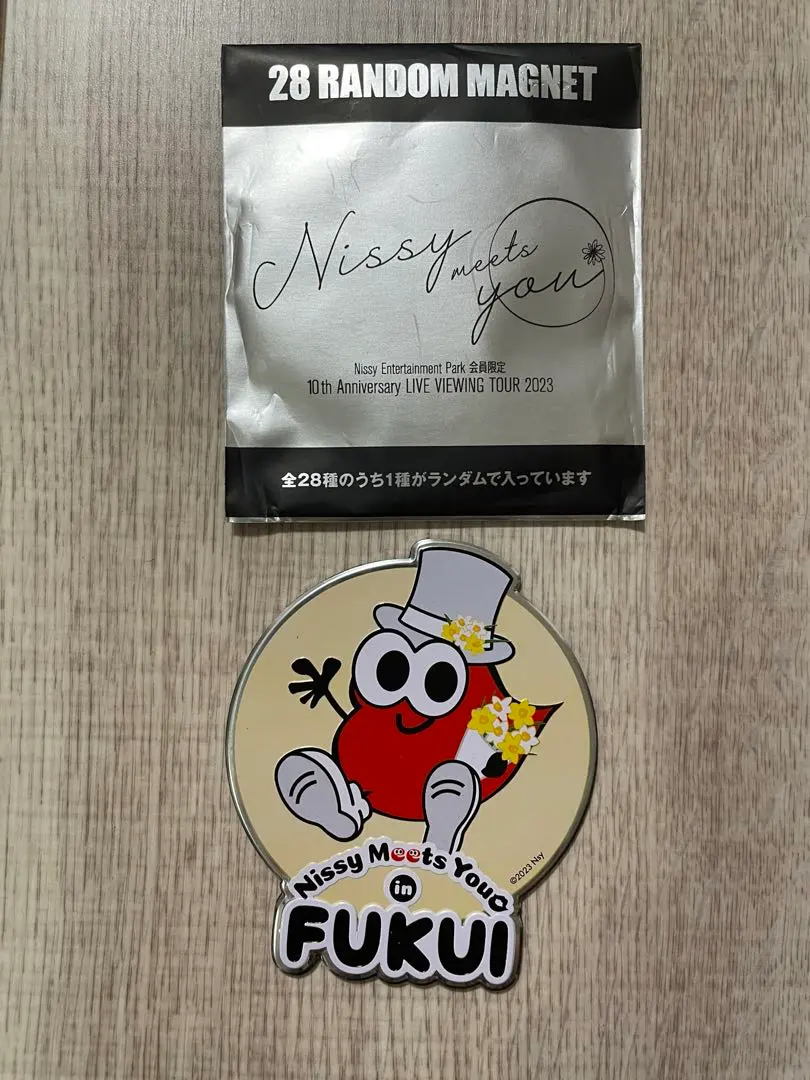 28 RANDOM MAGNET
Nissy meets you
Nissy Entertainment Park 会員限定
10th Anniversary LIVE VIEWING TOUR 2023
全28種のうち1種がランダムで入っています
Nissy Meets You
in
FUKUI
©2023 Nsy